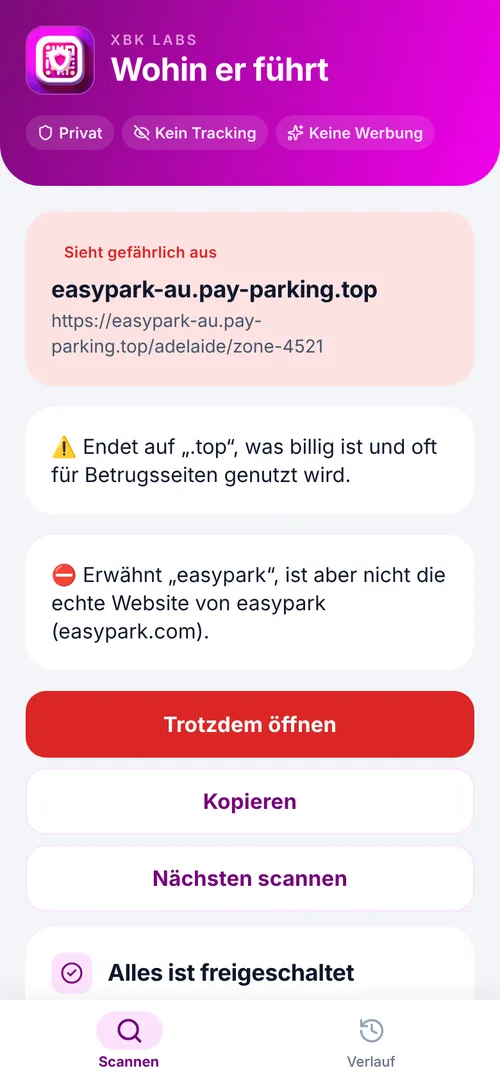 XBK LABS
Wohin er führt
Privat
Kein Tracking
Keine Werbung
Sieht gefährlich aus
easypark-au.pay-parking.top
https://easypark-au.pay-
parking.top/adelaide/zone-4521
⚠️ Endet auf „.top“, was billig ist und oft
für Betrugsseiten genutzt wird.
⛔ Erwähnt „easypark“, ist aber nicht die
echte Website von easypark
(easypark.com).
Trotzdem öffnen
Kopieren
Nächsten scannen
Alles ist freigeschaltet
Scannen
Verlauf